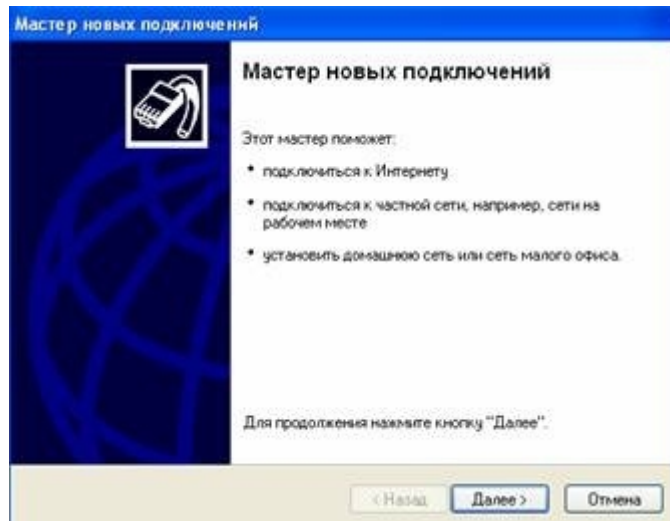 Мастер новых подключений
Мастер новых подключений
Этот мастер поможет:
• подключиться к Интернету
• подключиться к частной сети, например, сети на
рабочем месте
• установить домашнюю сеть или сеть малого офиса.
Для продолжения нажмите кнопку "Далее".
< Назад
Далее >
Отмена